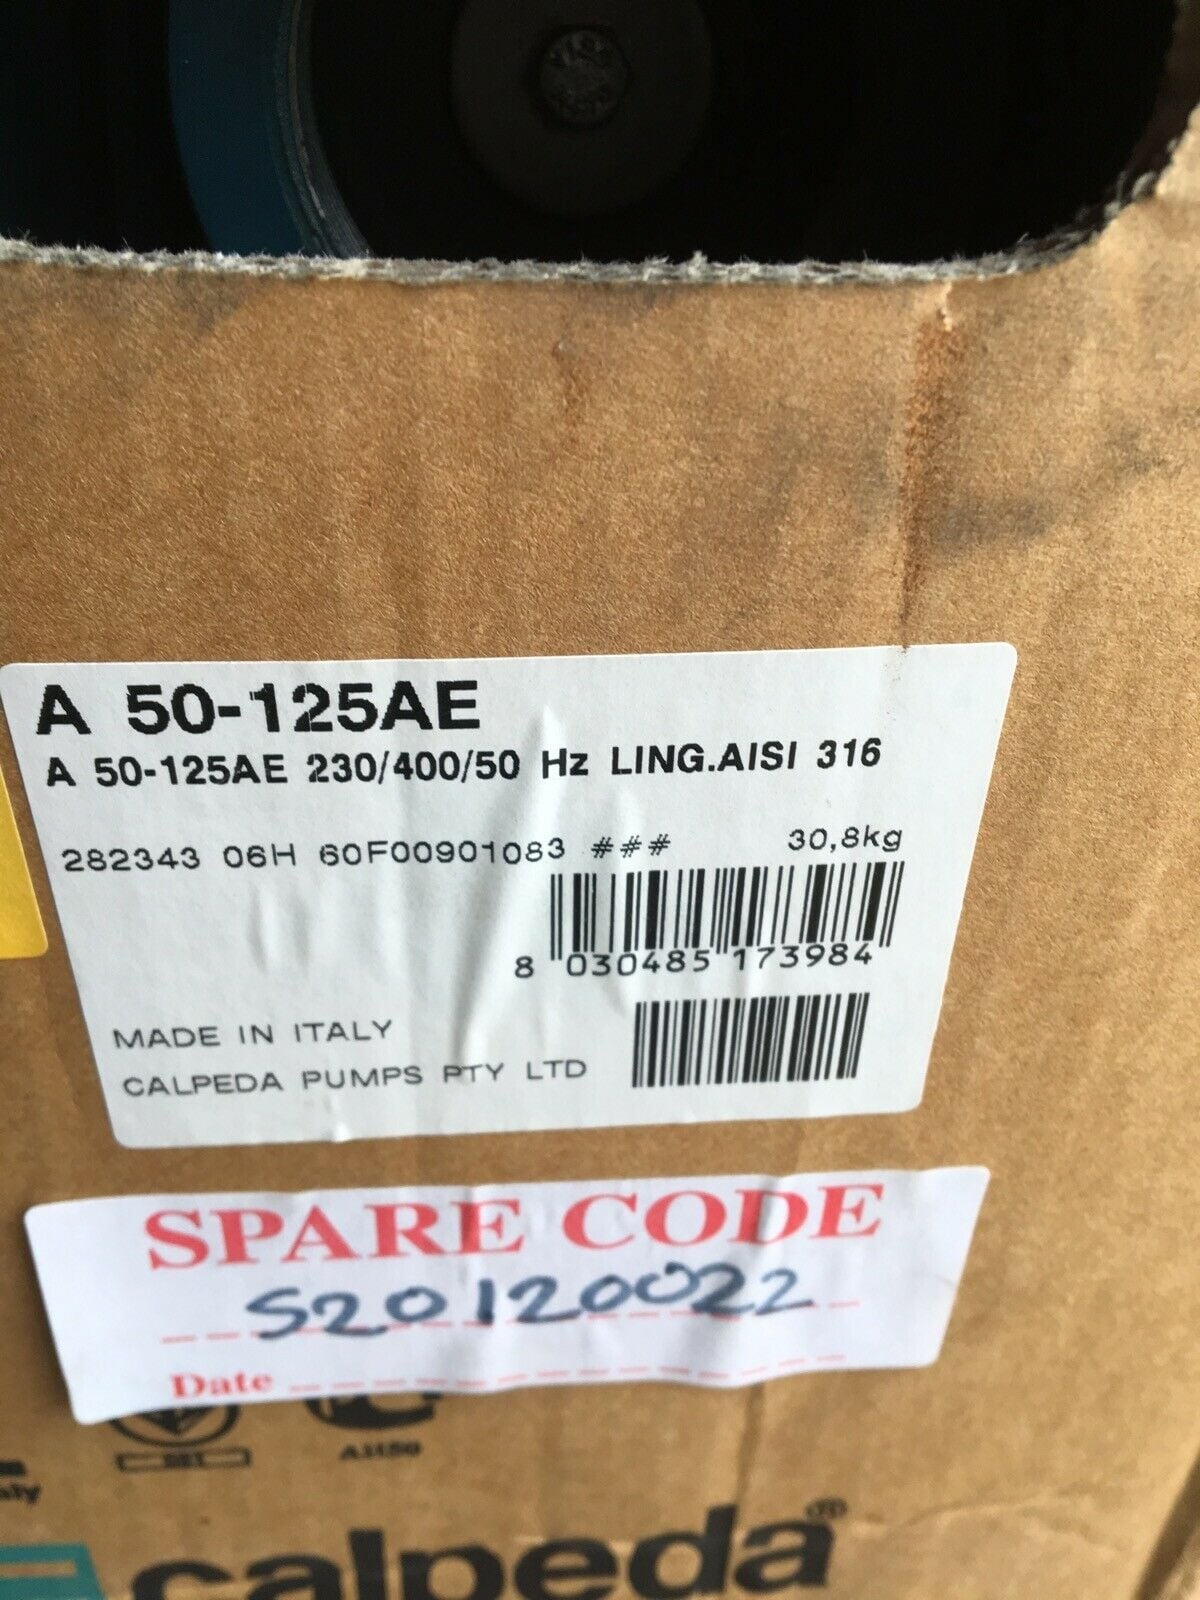 A 50-125AE
A 50-125AE 230/400/50 Hz LING.AISI 316
282343 06H 60F00901083 ### 30,8kg
8 030485 173984
MADE IN ITALY
CALPEDA PUMPS PTY LTD
SPARE CODE
S20120022
Date
calpeda®